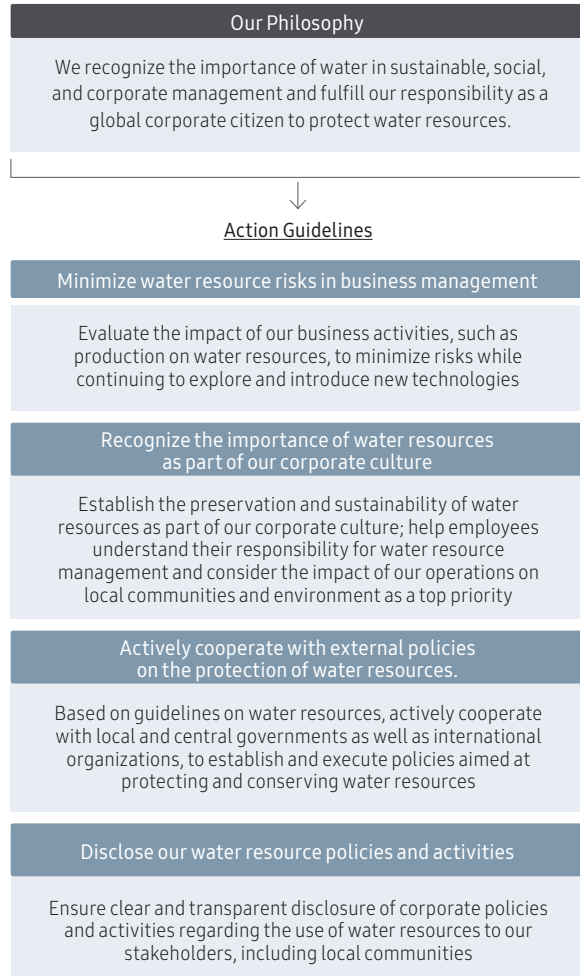 Our Philosophy
We recognize the importance of water in sustainable, social,
and corporate management and fulfill our responsibility as a
global corporate citizen to protect water resources.
Action Guidelines
Minimize water resource risks in business management
Evaluate the impact of our business activities, such as
production on water resources, to minimize risks while
continuing to explore and introduce new technologies
Recognize the importance of water resources
as part of our corporate culture
Establish the preservation and sustainability of water
resources as part of our corporate culture; help employees
understand their responsibility for water resource
management and consider the impact of our operations on
local communities and environment as a top priority
Actively cooperate with external policies
on the protection of water resources.
Based on guidelines on water resources, actively cooperate
with local and central governments as well as international
organizations, to establish and execute policies aimed at
protecting and conserving water resources
Disclose our water resource policies and activities
Ensure clear and transparent disclosure of corporate policies
and activities regarding the use of water resources to our
stakeholders, including local communities